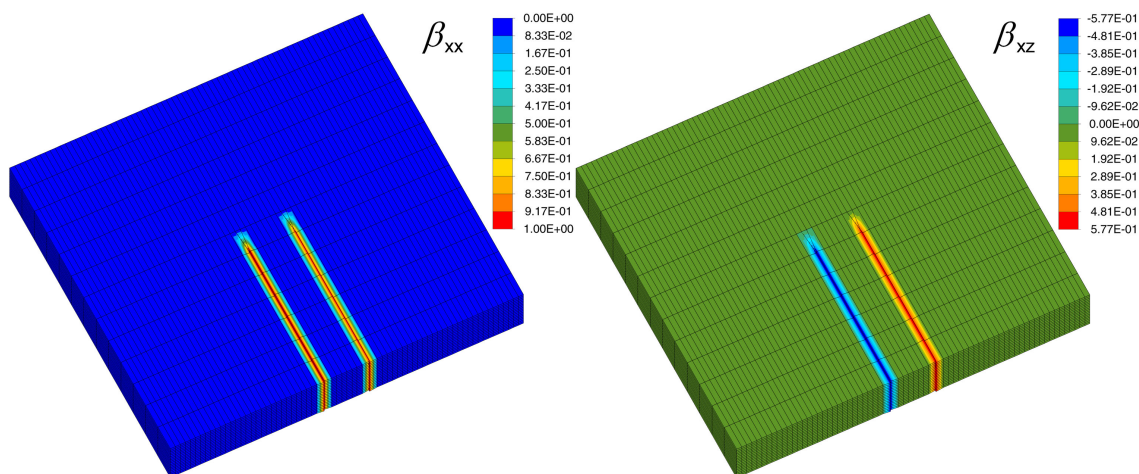 βxx
0.00E+00
8.33E-02
1.67E-01
2.50E-01
3.33E-01
4.17E-01
5.00E-01
5.83E-01
6.67E-01
7.50E-01
8.33E-01
9.17E-01
1.00E+00
βxz
-5.77E-01
-4.81E-01
-3.85E-01
-2.89E-01
-1.92E-01
-9.62E-02
0.00E+00
9.62E-02
1.92E-01
2.89E-01
3.85E-01
4.81E-01
5.77E-01